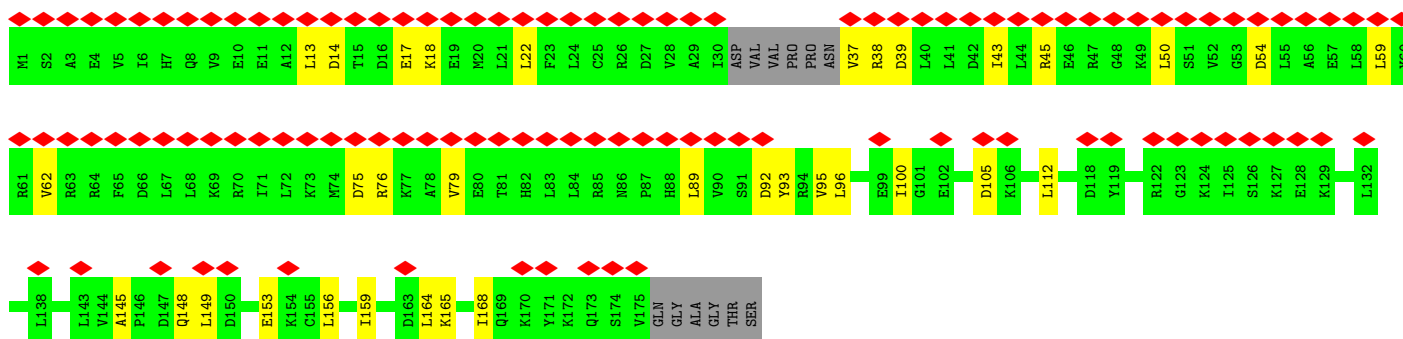 M1 S2 A3 E4 V5 I6 H7 Q8 V9 E10 E11 A12 L13 D14 T15 D16 E17 K18 E19 M20 L21 L22 F23 L24 C25 R26 D27 V28 A29 I30 ASP VAL VAL PRO PRO ASN V37 R38 D39 L40 L41 D42 I43 L44 R45 E46 R47 G48 K49 L50 S51 V52 G53 D54 L55 A56 E57 L58 L59
R61 V62 R63 R64 F65 D66 L67 L68 K69 R70 I71 L72 K73 M74 D75 R76 K77 A78 V79 E80 T81 H82 L83 L84 R85 N86 P87 H88 L89 V90 S91 D92 Y93 R94 V95 L96 E99 I100 G101 E102 D105 K106 L112 D118 Y119 R122 G123 K124 I125 S126 K127 E128 K129 L132
L138 L143 V144 A145 P146 D147 Q148 L149 D150 E153 K154 C155 L156 I159 D163 L164 K165 I168 Q169 K170 Y171 K172 Q173 S174 V175 GLN GLY ALA GLY THR SER